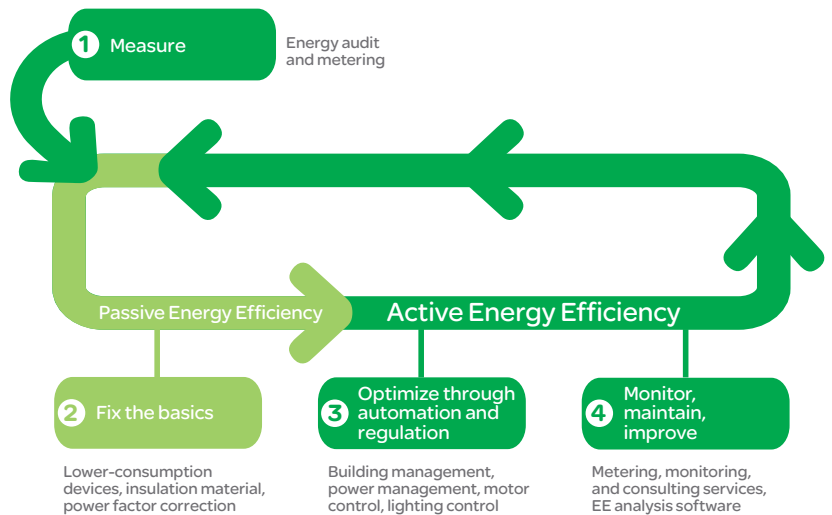 1 Measure
Energy audit
and metering
Passive Energy Efficiency
Active Energy Efficiency
2 Fix the basics
Lower-consumption
devices, insulation material,
power factor correction
3 Optimize through
automation and
regulation
Building management,
power management, motor
control, lighting control
4 Monitor,
maintain,
improve
Metering, monitoring,
and consulting services,
EE analysis software